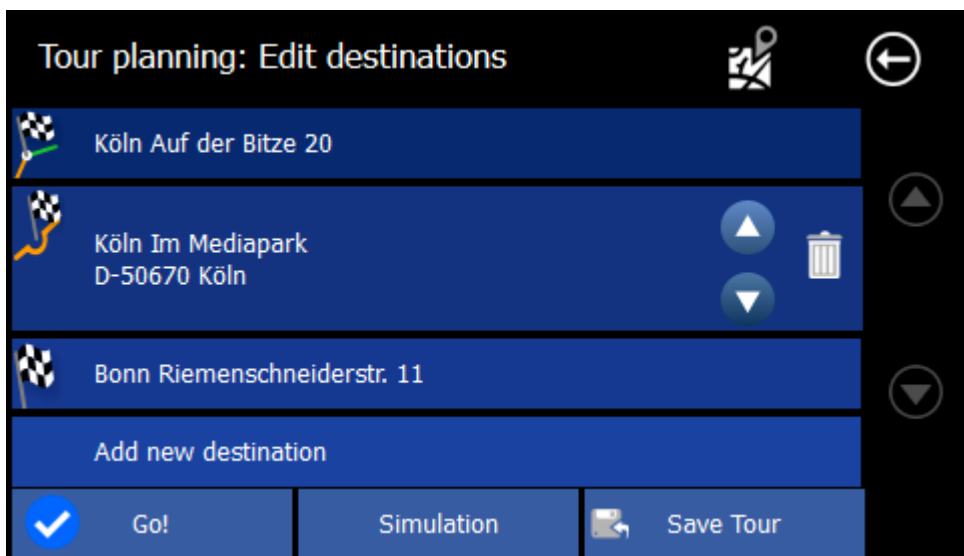 Tour planning: Edit destinations
Köln Auf der Bitze 20
Köln Im Mediapark
D-50670 Köln
Bonn Riemenschneiderstr. 11
Add new destination
Go!
Simulation
Save Tour